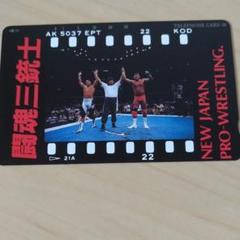 TELEPHONE CARD
AK 5037 EPT 22 KOD
闘魂三銃士
NEW JAPAN
PRO-WRESTLING.
21A 22